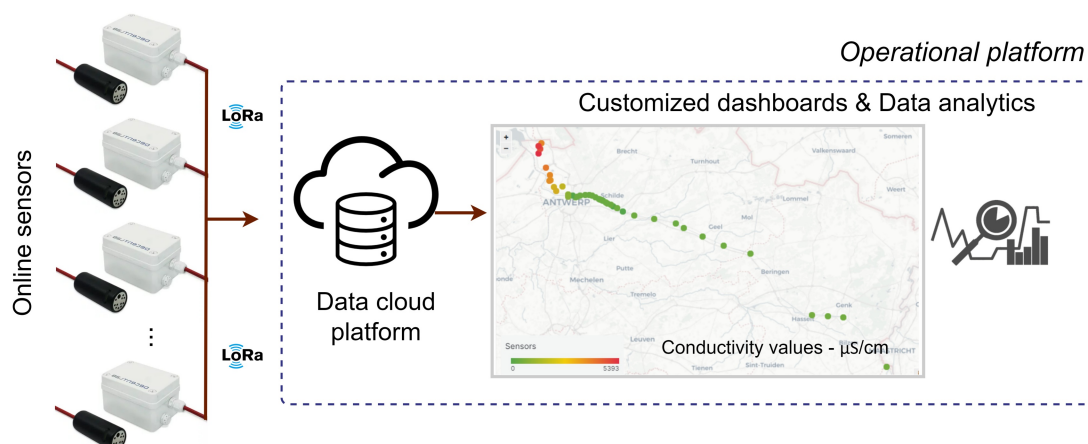 Operational platform
Online sensors
LoRa
LoRa
Data cloud
platform
Customized dashboards & Data analytics
+
−
Someren
Brecht
Turnhout
Valkenswaard
Weert
Schilde
ANTWERP
Lommel
Mol
Geel
Lier
Putte
Mechelen
Beringen
Tremelo
Genk
Hasselt
Leuven
Tienen
Sint-Truiden
Sensors
0
5393
Conductivity values - µS/cm